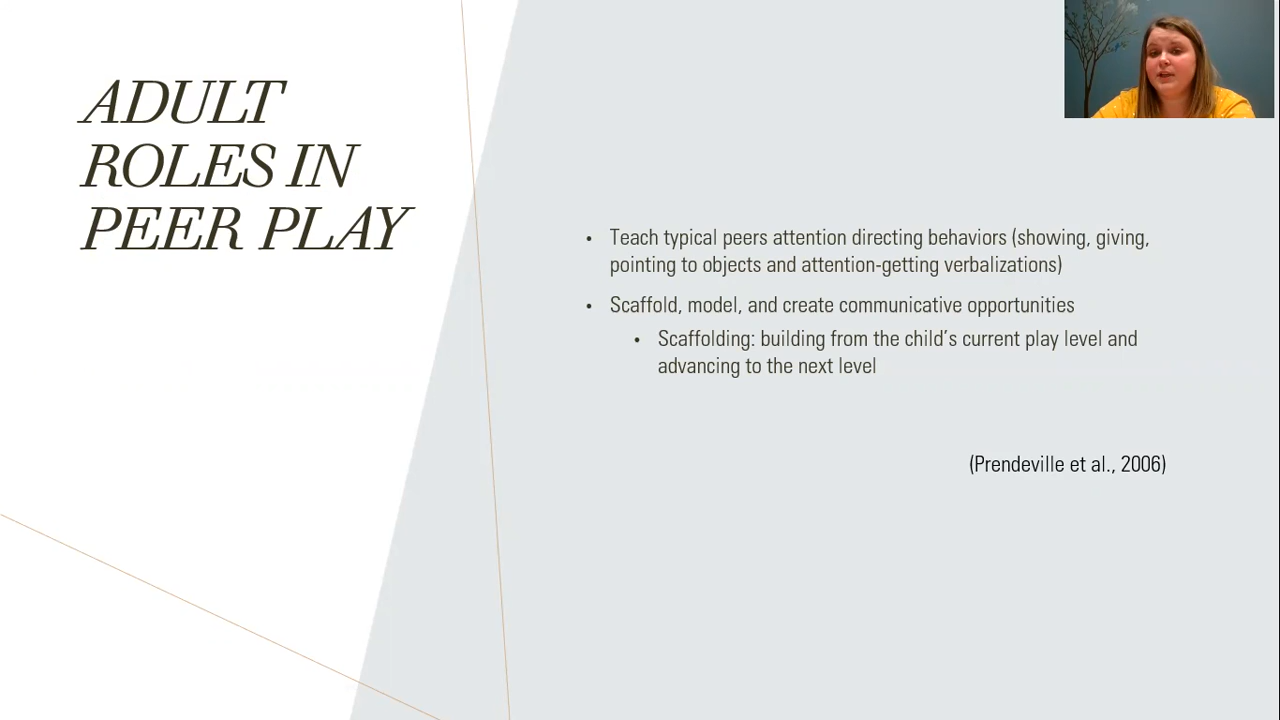 ADULT
ROLES IN
PEER PLAY
• Teach typical peers attention directing behaviors (showing, giving,
pointing to objects and attention-getting verbalizations)
• Scaffold, model, and create communicative opportunities
• Scaffolding: building from the child's current play level and
advancing to the next level
(Prendeville et al., 2006)